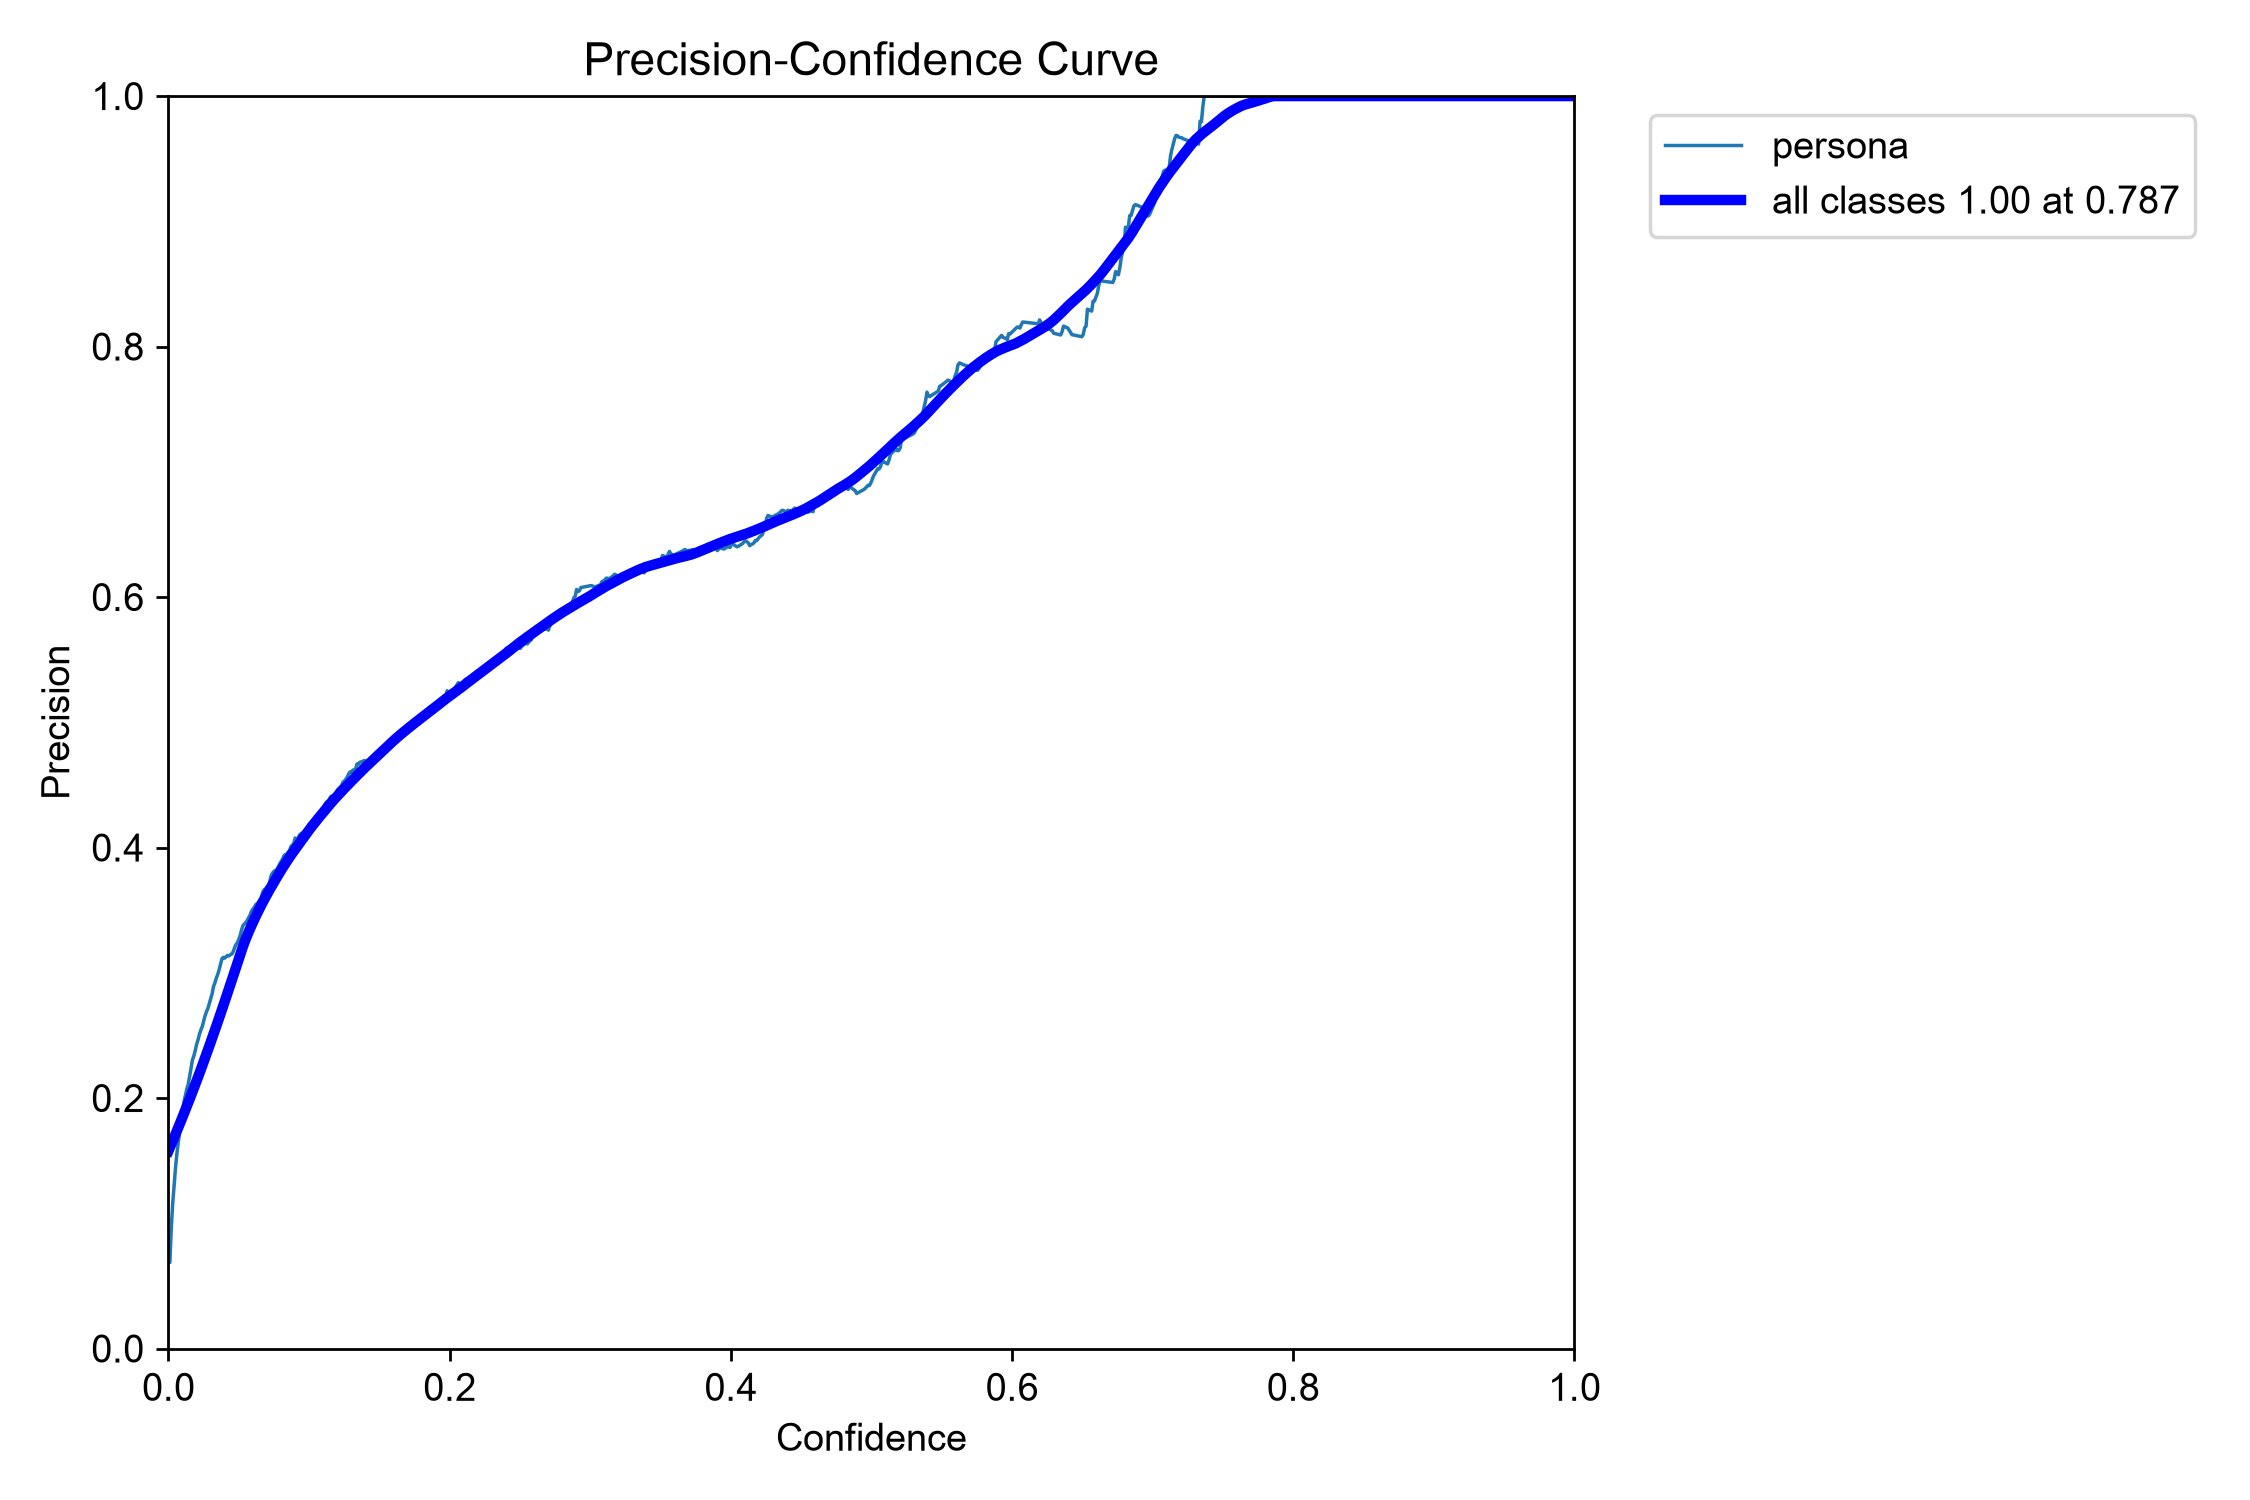 Precision-Confidence Curve
1.0
0.8
0.6
0.4
0.2
0.0
Precision
0.0 0.2 0.4 0.6 0.8 1.0
Confidence
persona
all classes 1.00 at 0.787